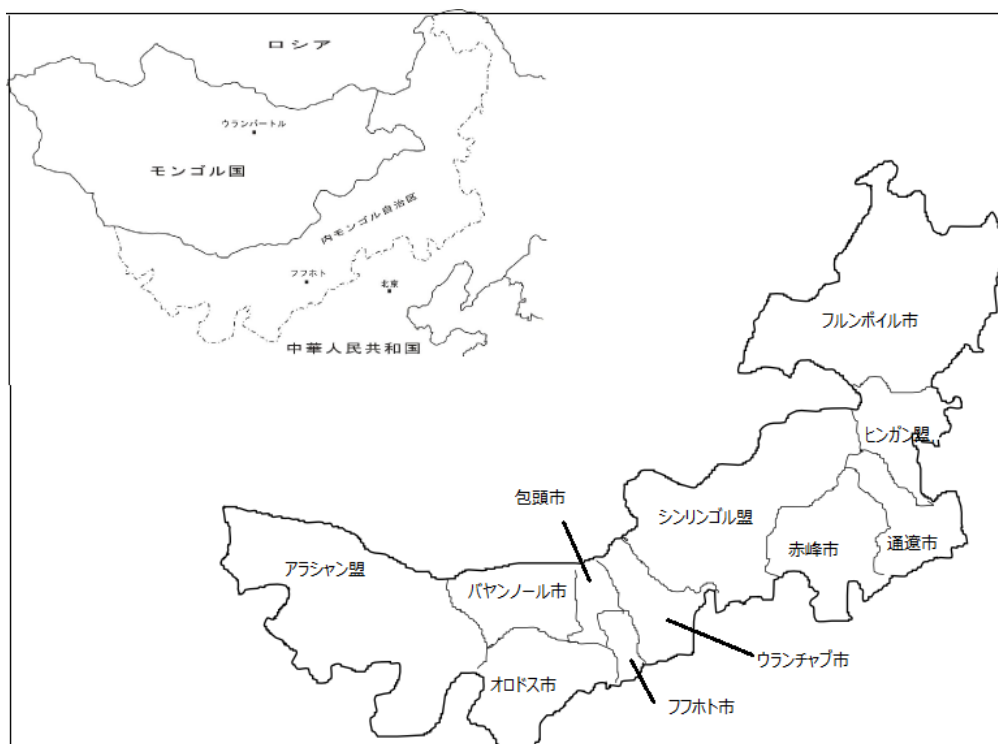 ロシア
ウランバートル
モンゴル国
内モンゴル自治区
フフホト
北京
中華人民共和国
フルンボイル市
ヒンガン盟
包頭市
シンリンゴル盟
赤峰市
通遼市
アラシャン盟
バヤンノール市
ウランチャブ市
オロドス市
フフホト市